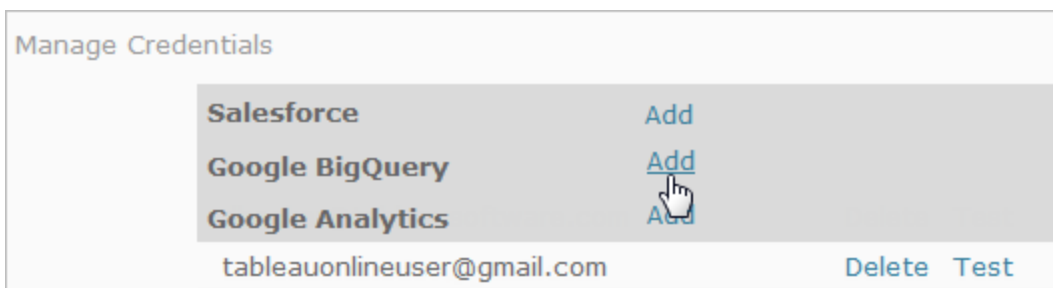 Manage Credentials
Salesforce Add
Google BigQuery Add
Google Analytics Add
tableauonlineuser@gmail.com Delete Test